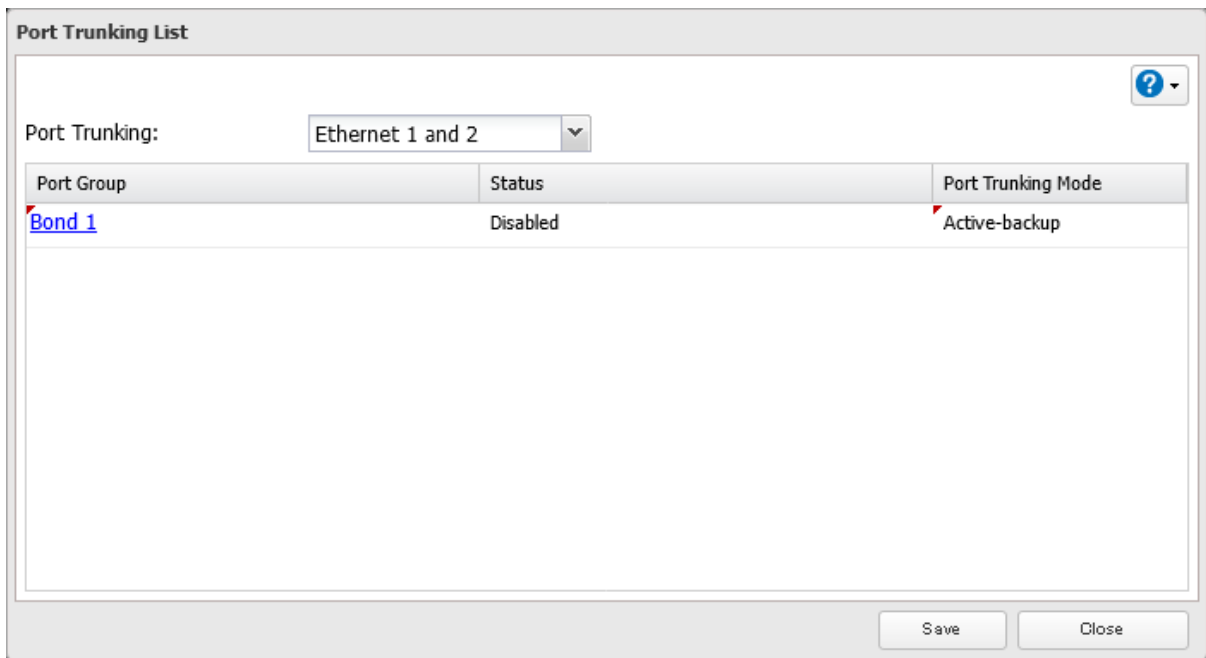 Port Trunking List
?
Port Trunking: Ethernet 1 and 2
Port Group Status Port Trunking Mode
Bond 1 Disabled Active-backup
Save Close